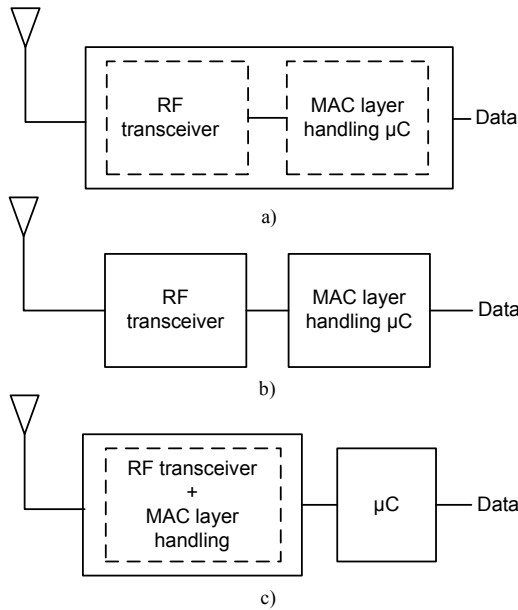 RF
transceiver
MAC layer
handling µC
Data
a)
RF
transceiver
MAC layer
handling µC
Data
b)
RF transceiver
+
MAC layer
handling
µC
Data
c)